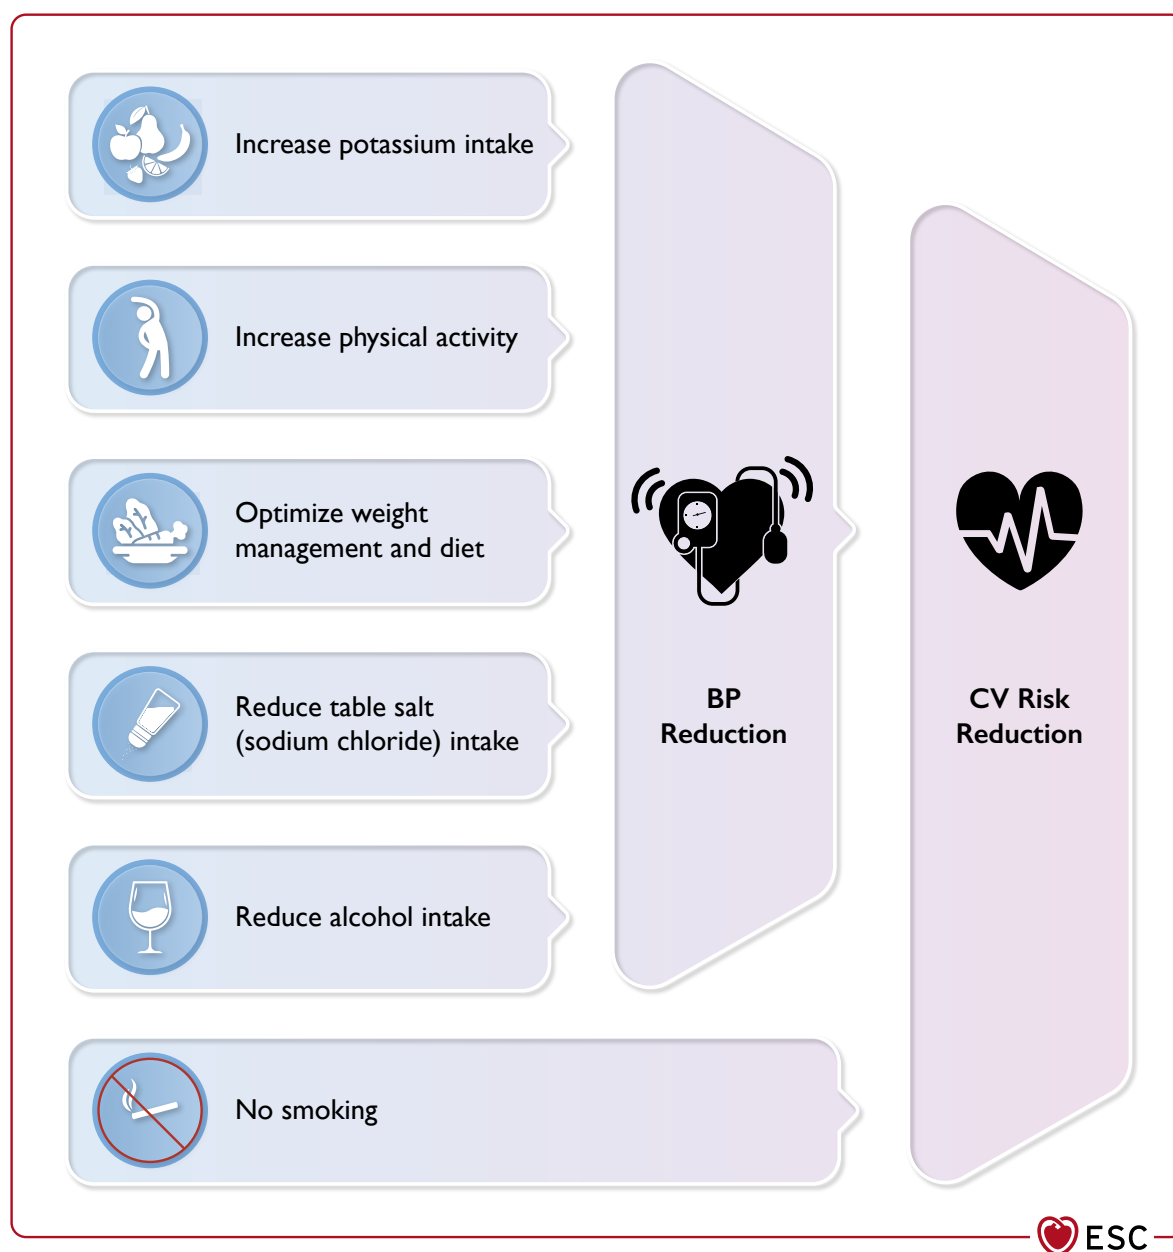 Increase potassium intake
Increase physical activity
Optimize weight
management and diet
Reduce table salt
(sodium chloride) intake
Reduce alcohol intake
No smoking
BP
Reduction
CV Risk
Reduction
ESC